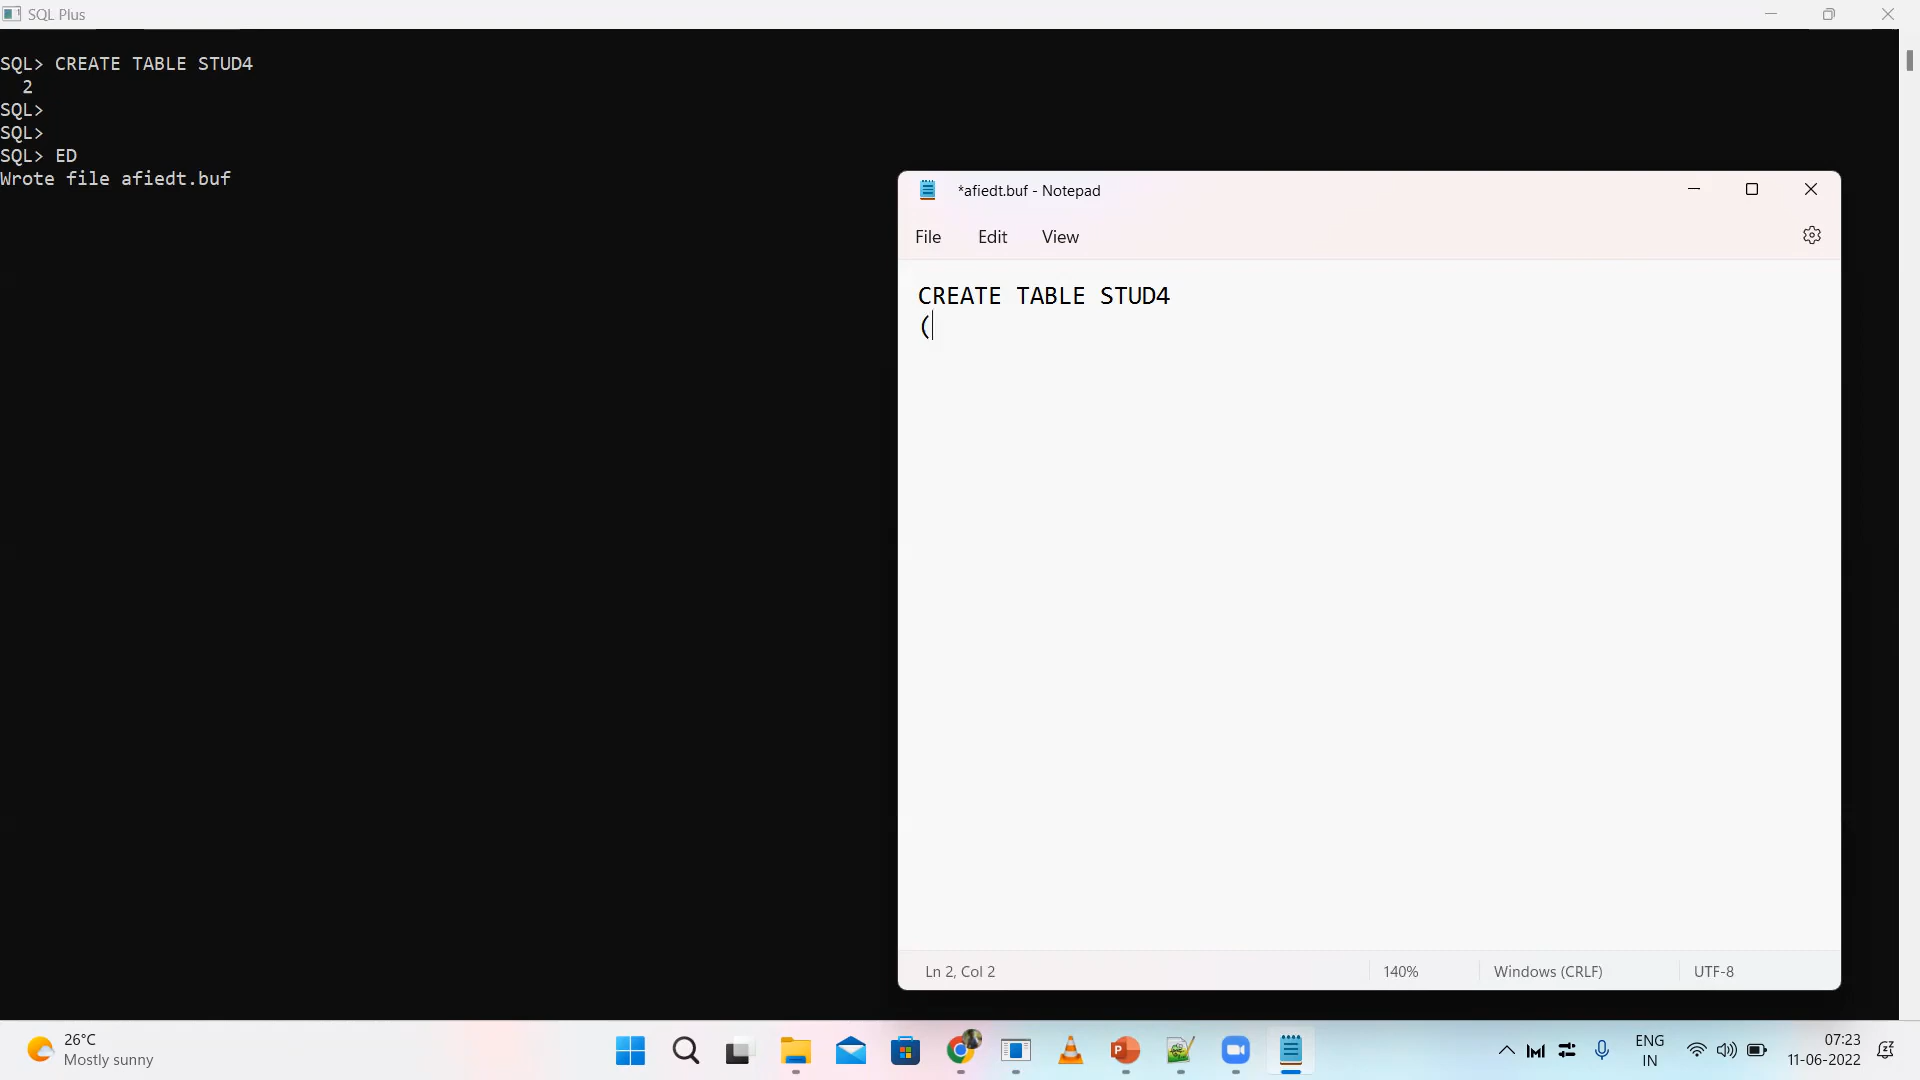 SQL Plus
SQL> CREATE TABLE STUD4
2
SQL>
SQL>
SQL> ED
Wrote file afiedt.buf
*afiedt.buf - Notepad
File Edit View
CREATE TABLE STUD4
(
Ln 2, Col 2 140% Windows (CRLF) UTF-8
26°C
Mostly sunny
ENG
IN
07:23
11-06-2022